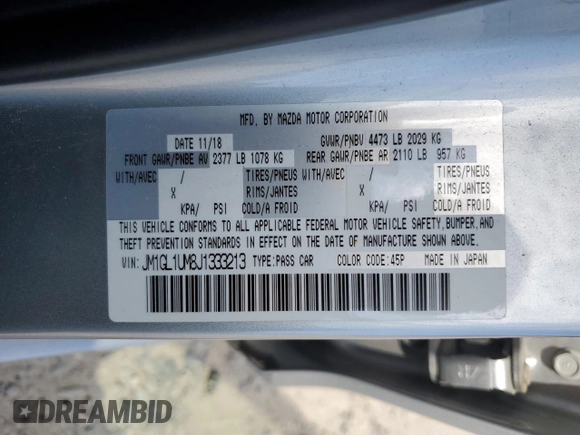 MFD. BY MAZDA MOTOR CORPORATION
DATE 11/18 GVWR/PNBV 4473 LB 2029 KG
FRONT GAWR/PNBE AV 2377 LB 1078 KG REAR GAWR/PNBE AR 2110 LB 957 KG
WITH/AVEC / TIRES/PNEUS WITH/AVEC / TIRES/PNEUS
X RIMS/JANTES X RIMS/JANTES
KPA/ PSI COLD/A FROID KPA/ PSI COLD/A FROID
THIS VEHICLE CONFORMS TO ALL APPLICABLE FEDERAL MOTOR VEHICLE SAFETY, BUMPER, AND
THEFT PREVENTION STANDARDS IN EFFECT ON THE DATE OF MANUFACTURE SHOWN ABOVE.
VIN: JM1GL1UM8J1333213 TYPE:PASS CAR COLOR CODE:45P MADE IN JAPAN
DREAMBID